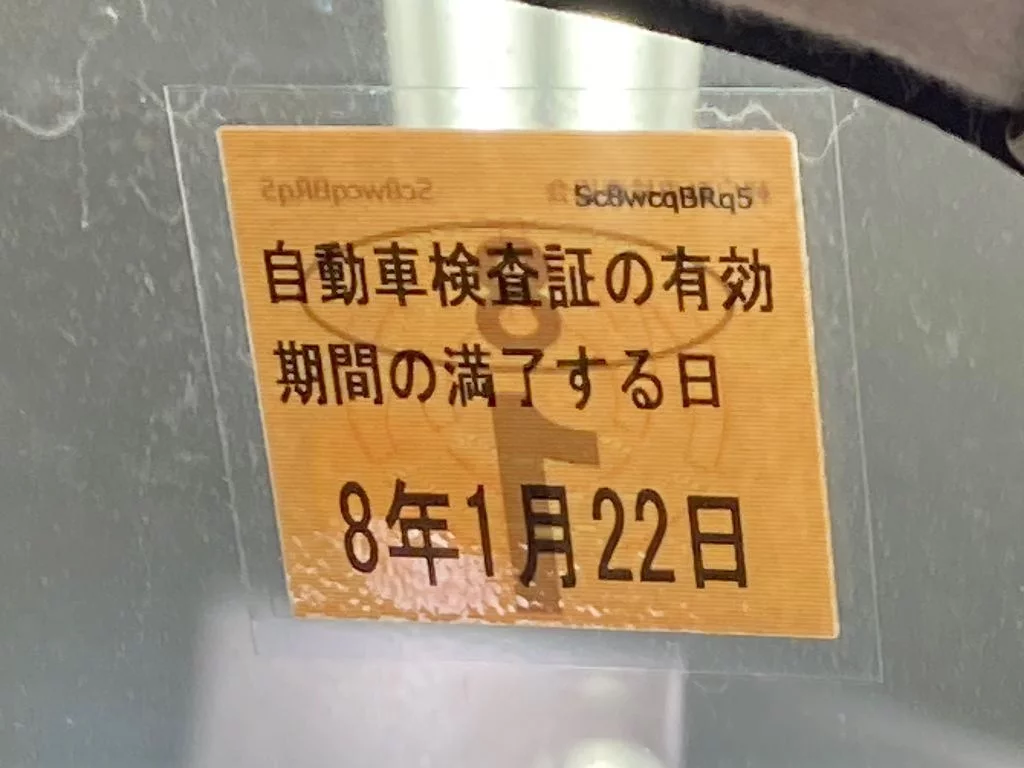 Sc8wcqBRq5
自動車検査証の有効
期間の満了する日
8年1月22日